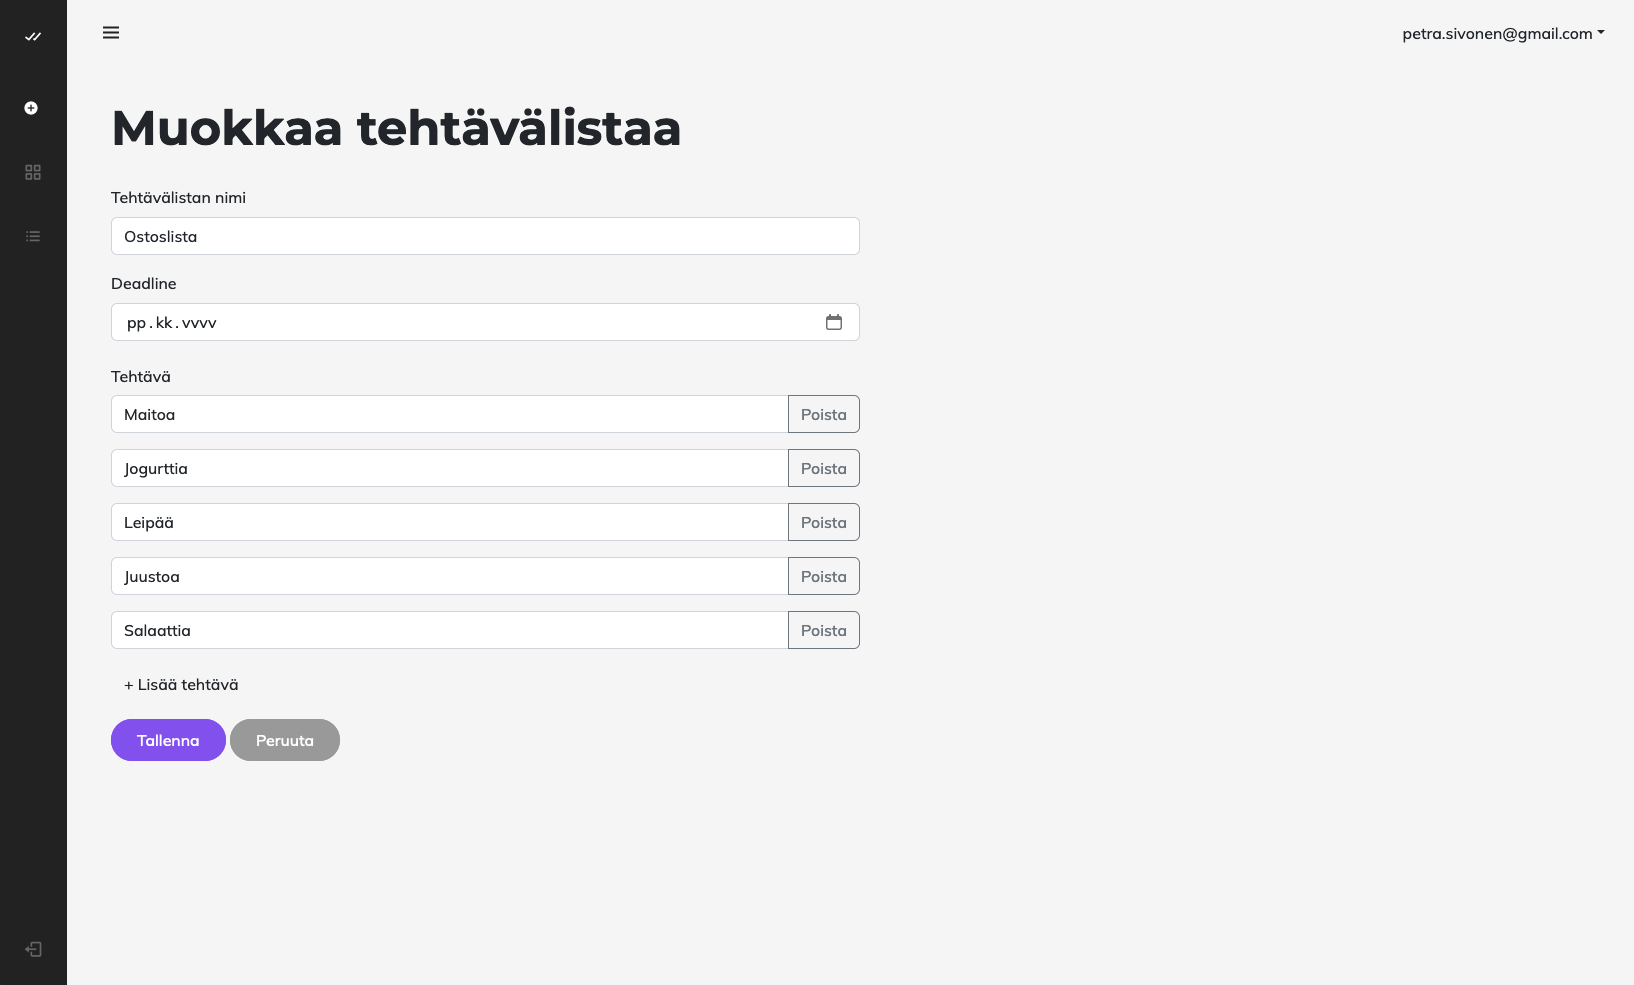 petra.sivonen@gmail.com
Muokkaa tehtävälistaa
Tehtävälistan nimi
Ostoslista
Deadline
pp.kk.vvvv
Tehtävä
Maitoa Poista
Jogurttia Poista
Leipää Poista
Juustoa Poista
Salaattia Poista
+ Lisää tehtävä
Tallenna Peruuta